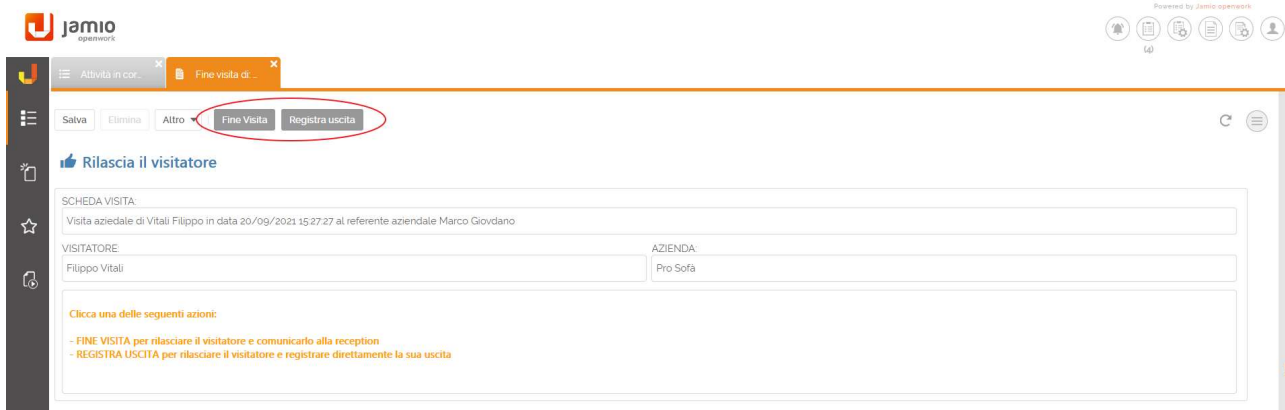 Powered by Jamio openwork
Jamio
openwork
(4)
Attività in cor...
Fine visita di:...
Salva Elimina Altro Fine Visita Registra uscita
Rilascia il visitatore
SCHEDA VISITA:
Visita aziedale di Vitali Filippo in data 20/09/2021 15:27:27 al referente aziendale Marco Giovdano
VISITATORE: AZIENDA:
Filippo Vitali Pro Sofà
Clicca una delle seguenti azioni:
- FINE VISITA per rilasciare il visitatore e comunicarlo alla reception
- REGISTRA USCITA per rilasciare il visitatore e registrare direttamente la sua uscita